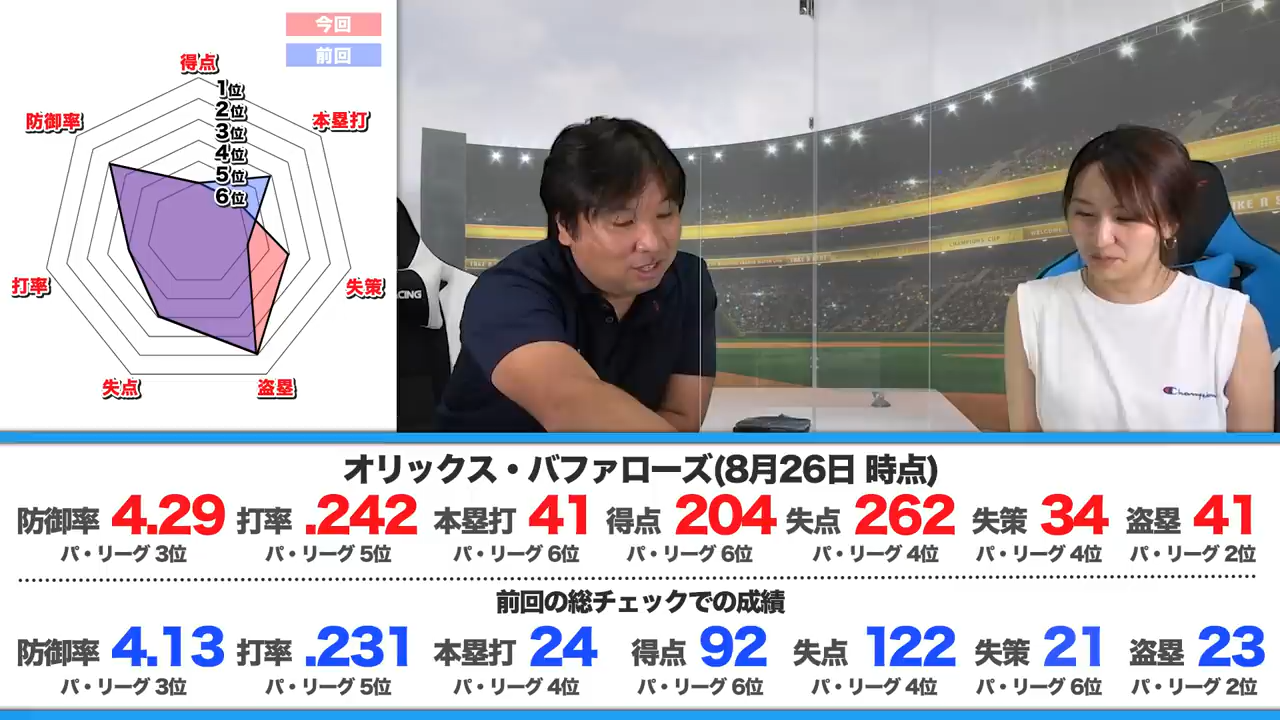 今回
前回
得点
1位
2位
3位
4位
5位
6位
防御率
本塁打
打率
失策
失点
盗塁
CING
CHAMPIONS CUP
WELCOME
Champion
オリックス・バファローズ(8月26日 時点)
防御率 4.29 打率 .242 本塁打 41 得点 204 失点 262 失策 34 盗塁 41
パ・リーグ 3位 パ・リーグ 5位 パ・リーグ 6位 パ・リーグ 6位 パ・リーグ 4位 パ・リーグ 4位 パ・リーグ 2位
前回の総チェックでの成績
防御率 4.13 打率 .231 本塁打 24 得点 92 失点 122 失策 21 盗塁 23
パ・リーグ 3位 パ・リーグ 5位 パ・リーグ 4位 パ・リーグ 6位 パ・リーグ 4位 パ・リーグ 6位 パ・リーグ 2位